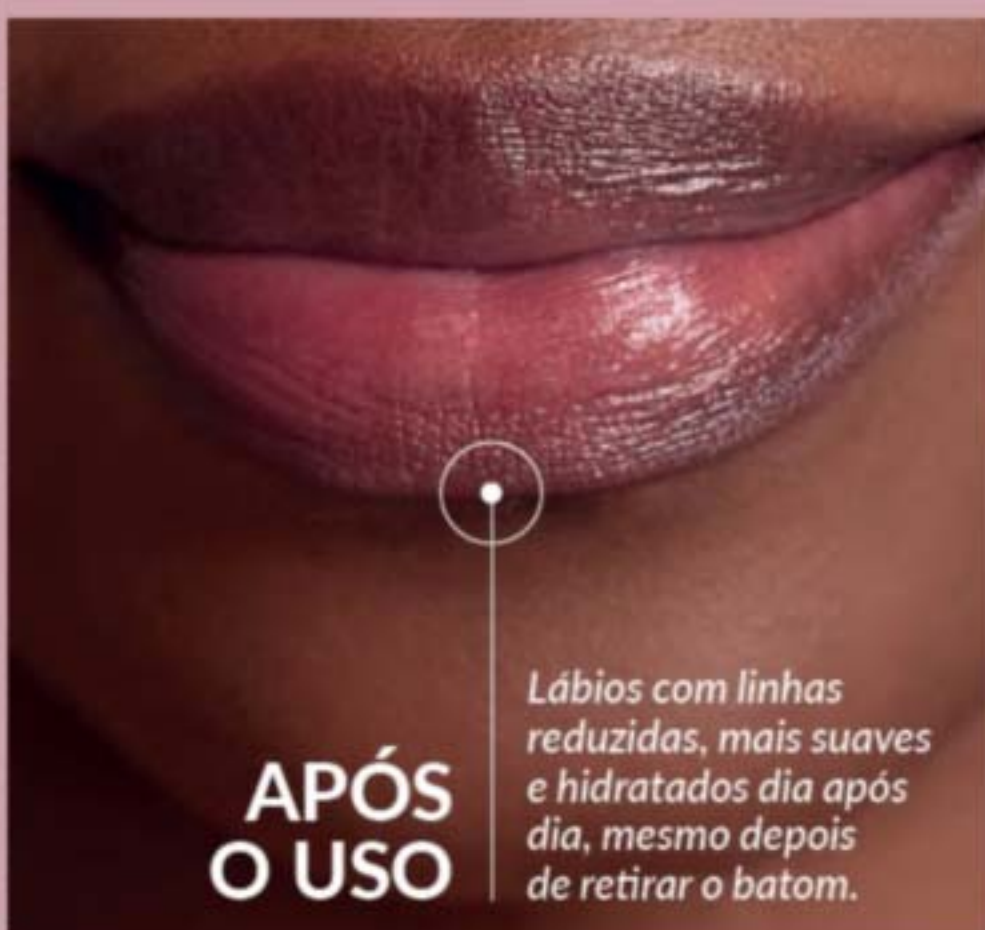 APÓS
O USO
Lábios com linhas
reduzidas, mais suaves
e hidratados dia após
dia, mesmo depois
de retirar o batom.